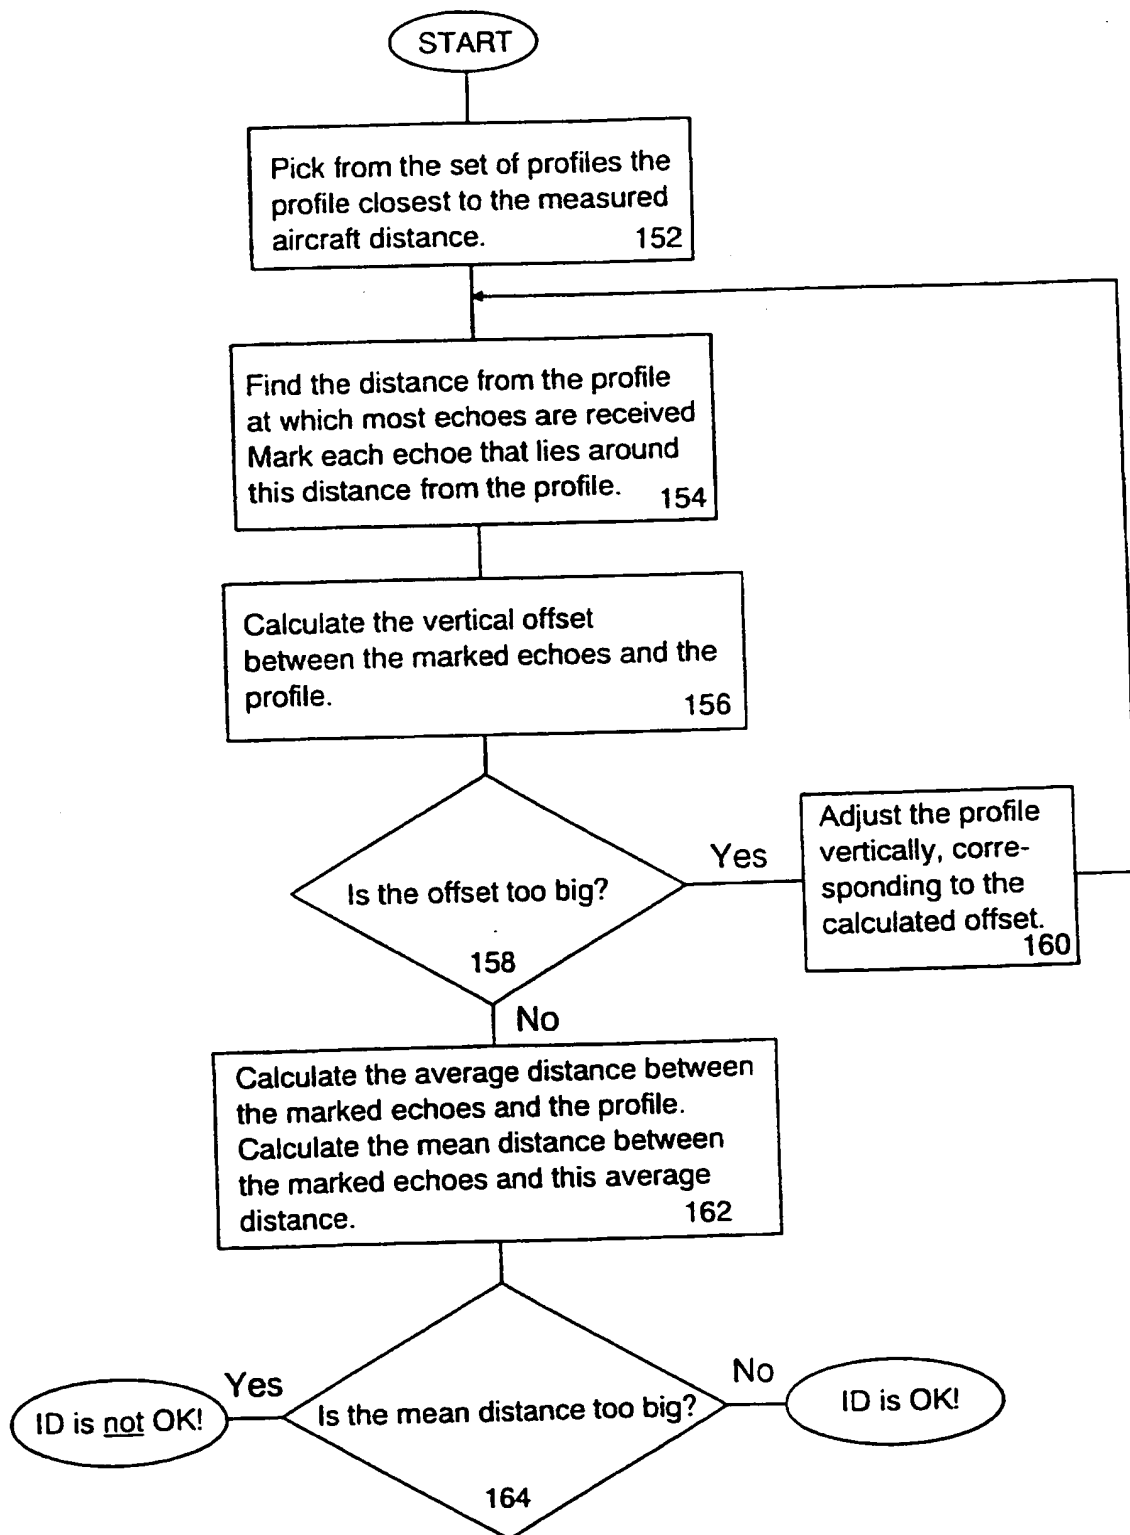 START
Pick from the set of profiles the
profile closest to the measured
aircraft distance.
152
Find the distance from the profile
at which most echoes are received
Mark each echoe that lies around
this distance from the profile.
154
Calculate the vertical offset
between the marked echoes and the
profile.
156
Is the offset too big?
158
Yes
Adjust the profile
vertically, corre-
sponding to the
calculated offset.
160
No
Calculate the average distance between
the marked echoes and the profile.
Calculate the mean distance between
the marked echoes and this average
distance.
162
Is the mean distance too big?
164
Yes
ID is not OK!
No
ID is OK!